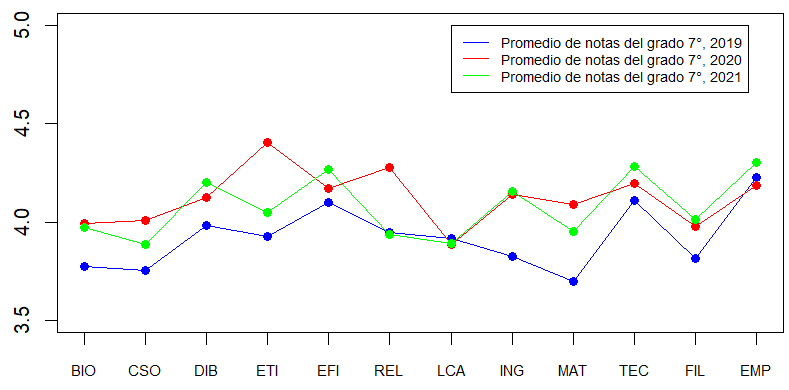 5.0
4.5
4.0
3.5
Promedio de notas del grado 7°, 2019
Promedio de notas del grado 7°, 2020
Promedio de notas del grado 7°, 2021
BIO CSO DIB ETI EFI REL LCA ING MAT TEC FIL EMP